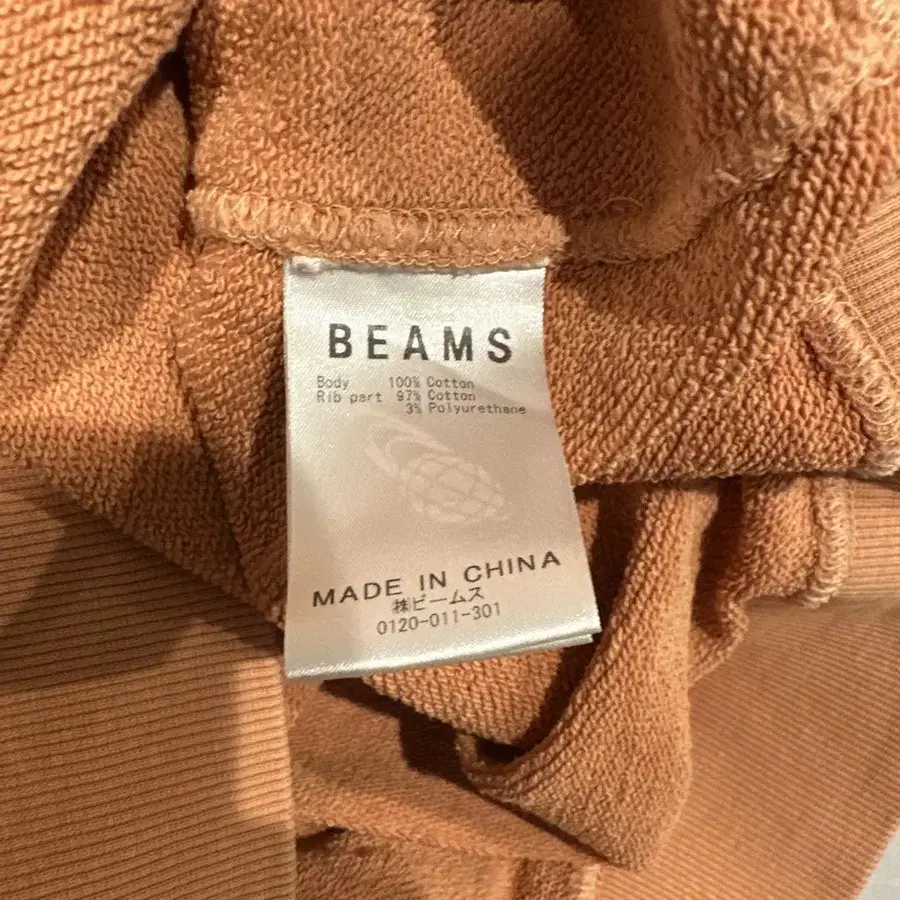 BEAMS
Body 100% Cotton
Rib part 97% Cotton
3% Polyurethane
MADE IN CHINA
㈱ビームス
0120-011-301